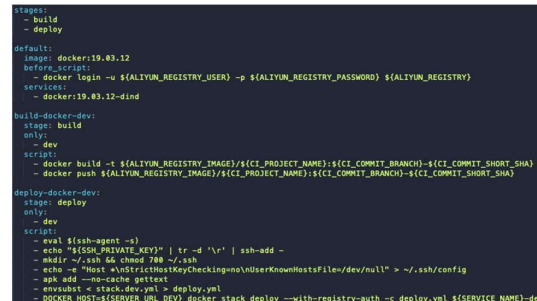 stages:
  - build
  - deploy
default:
  image: docker:19.03.12
  before_script:
    - docker login -u ${ALIYUN_REGISTRY_USER} -p ${ALIYUN_REGISTRY_PASSWORD} ${ALIYUN_REGISTRY}
  services:
    - docker:19.03.12-dind
build-docker-dev:
  stage: build
  only:
    - dev
  script:
    - docker build -t ${ALIYUN_REGISTRY_IMAGE}/${CI_PROJECT_NAME}:${CI_COMMIT_BRANCH}-${CI_COMMIT_SHORT_SHA}
    - docker push ${ALIYUN_REGISTRY_IMAGE}/${CI_PROJECT_NAME}:${CI_COMMIT_BRANCH}-${CI_COMMIT_SHORT_SHA}
deploy-docker-dev:
  stage: deploy
  only:
    - dev
  script:
    - eval $(ssh-agent -s)
    - echo "${SSH_PRIVATE_KEY}" | tr -d '\r' | ssh-add -
    - mkdir ~/.ssh && chmod 700 ~/.ssh
    - echo -e "Host *\nStrictHostKeyChecking=no\nUserKnownHostsFile=/dev/null" > ~/.ssh/config
    - apk add --no-cache gettext
    - envsubst < stack.dev.yml > deploy.yml
    - DOCKER_HOST=${SERVER_URL_DEV} docker stack deploy --with-registry-auth -c deploy.yml ${SERVICE_NAME}-de